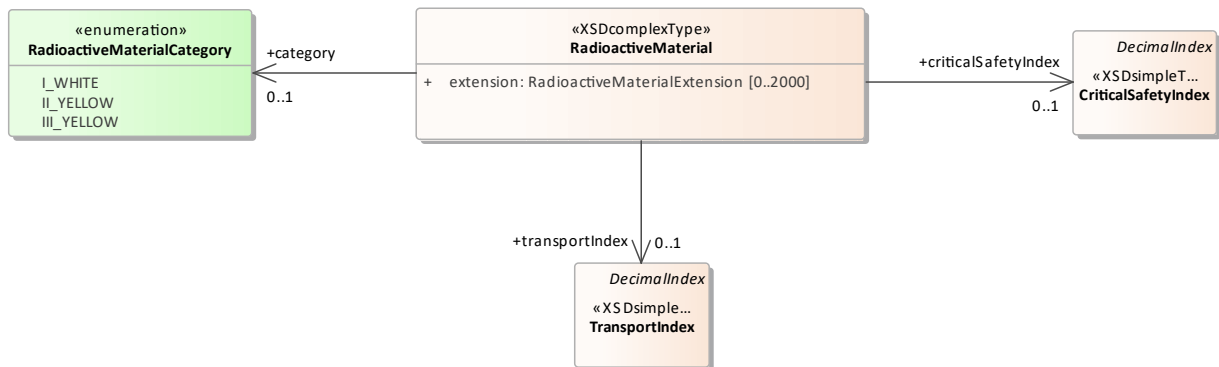 «enumeration»
RadioactiveMaterialCategory
I_WHITE
II_YELLOW
III_YELLOW
+category
0..1
«XSDcomplexType»
RadioactiveMaterial
+ extension: RadioactiveMaterialExtension [0..2000]
+criticalSafetyIndex
0..1
DecimalIndex
«XSDsimpleT...
CriticalSafetyIndex
+transportIndex
0..1
DecimalIndex
«XSDsimple...
TransportIndex